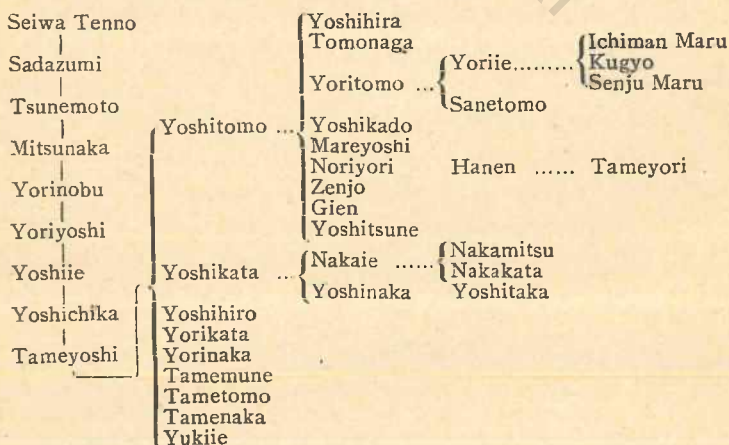 Seiwa Tenno
Sadazumi
Tsunemoto
Mitsunaka
Yorinobu
Yoriyoshi
Yoshiie
Yoshichika
Tameyoshi
Yoshitomo ...
Yoshikata ...
Yoshihiro
Yorikata
Yorinaka
Tamemune
Tametomo
Tamenaka
Yukiie
Yoshihira
Tomonaga
Yoritomo ...
Yoshikado
Mareyoshi
Noriyori
Zenjo
Gien
Yoshitsune
Nakaie ......
Yoshinaka
Yoriie.........
Sanetomo
Hanen ...... Tameyori
Nakamitsu
Nakakata
Yoshitaka
Ichiman Maru
Kugyo
Senju Maru